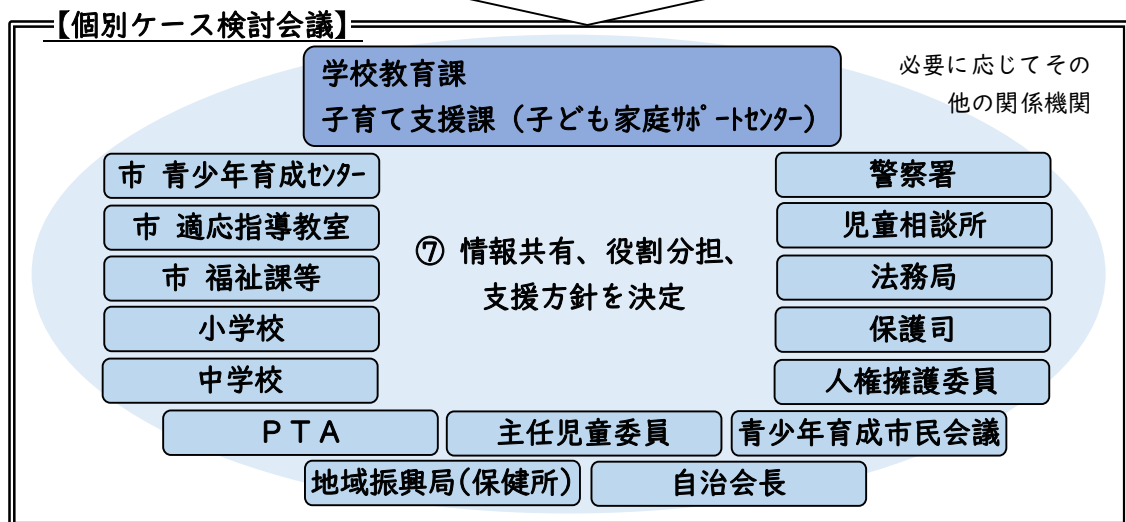 【個別ケース検討会議】
学校教育課
子育て支援課（子ども家庭ｻﾎﾟｰﾄｾﾝﾀｰ）
必要に応じてその
他の関係機関
市 青少年育成ｾﾝﾀｰ
市 適応指導教室
市 福祉課等
小学校
中学校
⑦ 情報共有、役割分担、
支援方針を決定
警察署
児童相談所
法務局
保護司
人権擁護委員
ＰＴＡ
主任児童委員
青少年育成市民会議
地域振興局(保健所)
自治会長